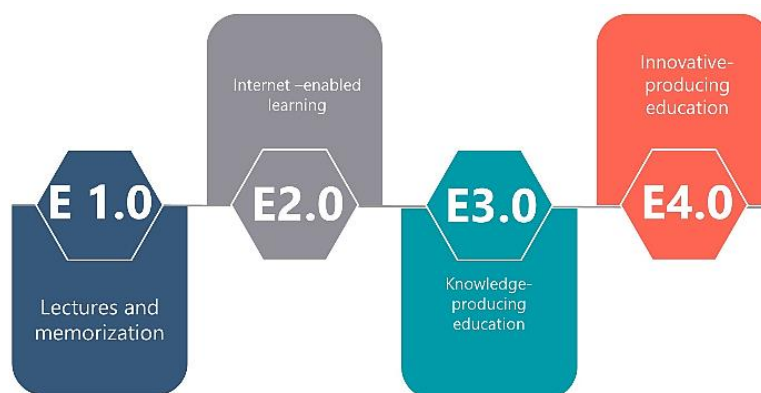 E 1.0
Lectures and
memorization
Internet –enabled
learning
E2.0
E3.0
Knowledge-
producing
education
Innovative-
producing
education
E4.0